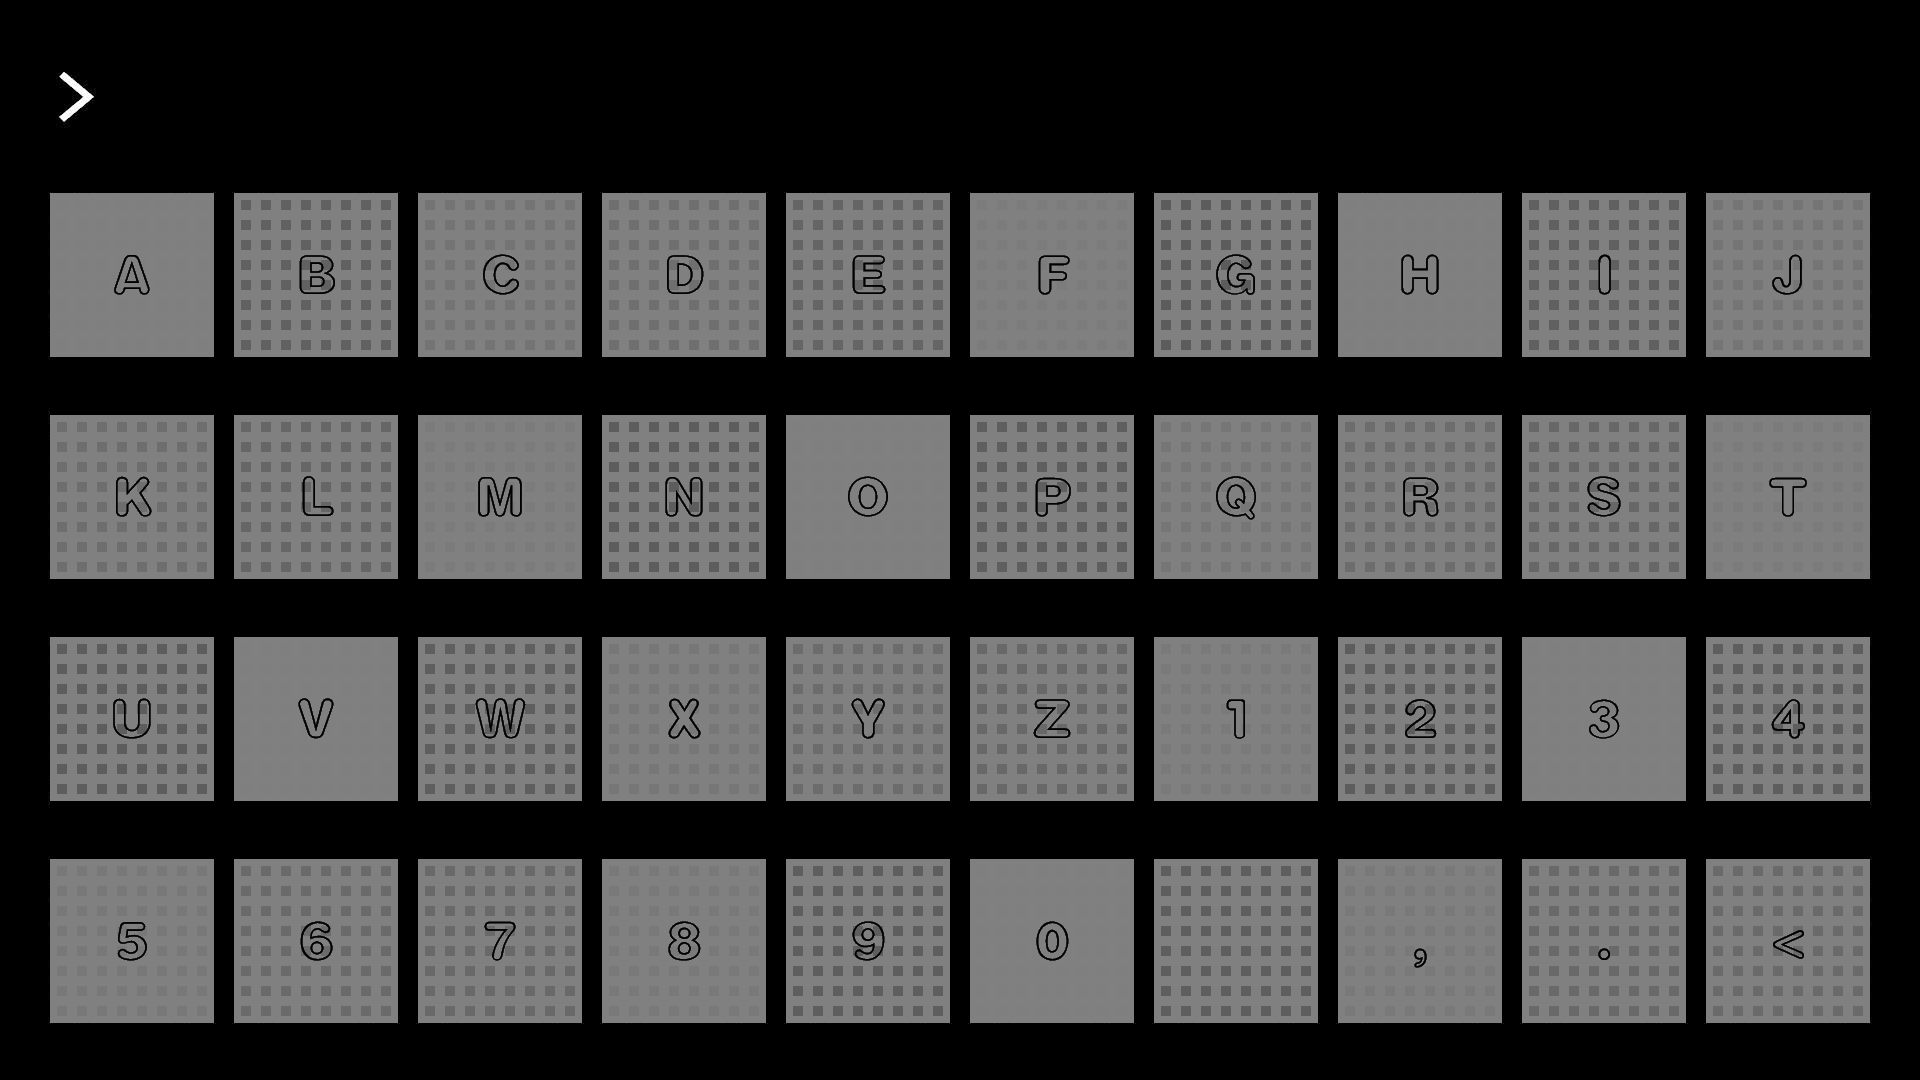 >
A B C D E F G H I J
K L M N O P Q R S T
U V W X Y Z 1 2 3 4
5 6 7 8 9 0 , . <